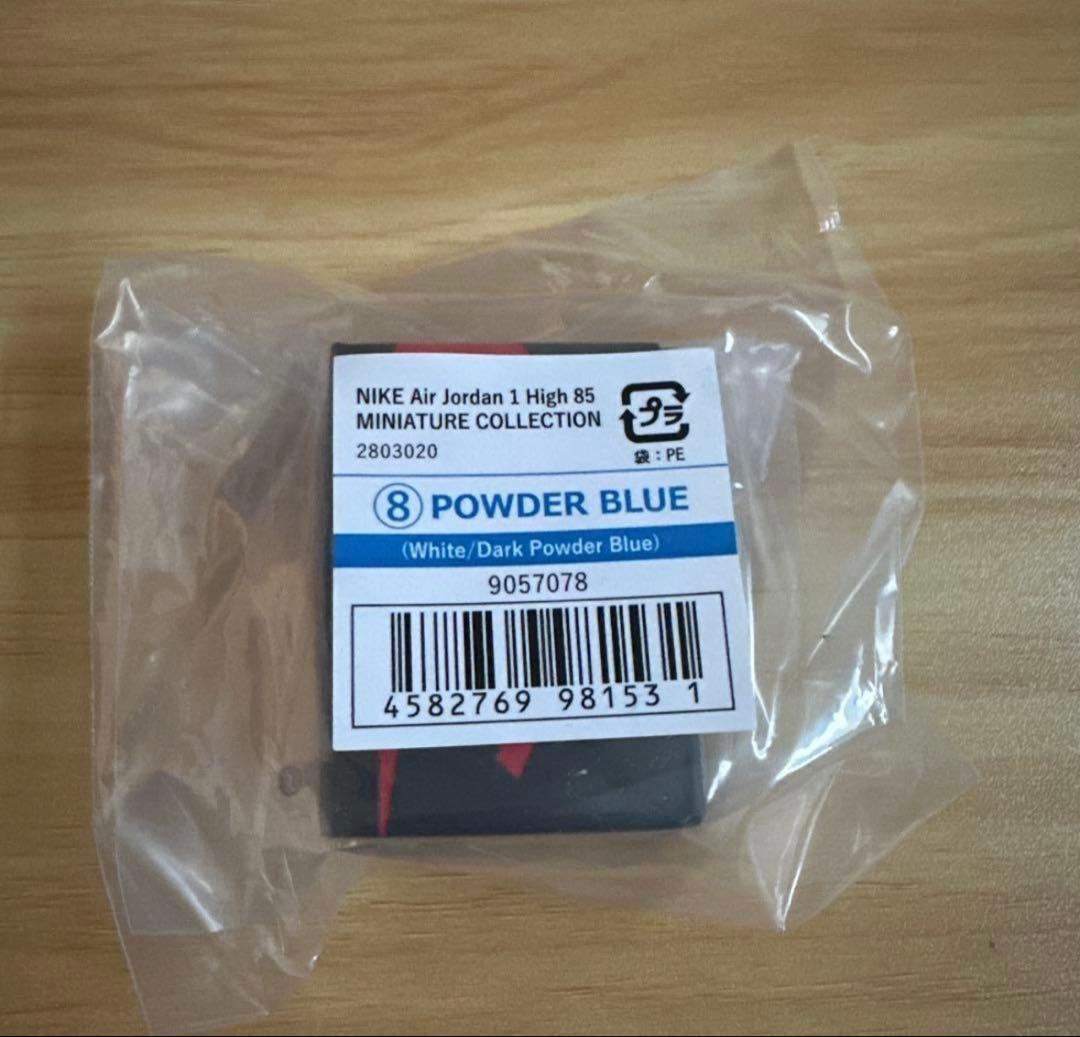 NIKE Air Jordan 1 High 85
MINIATURE COLLECTION
2803020
プラ
袋：PE
⑧ POWDER BLUE
(White/Dark Powder Blue)
9057078
4582769 98153 1